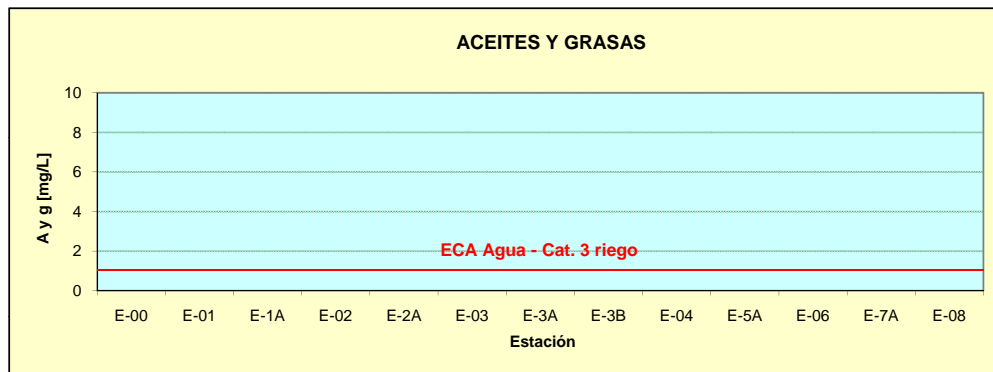 ACEITES Y GRASAS
A y g [mg/L]
10
8
6
4
2
0
ECA Agua - Cat. 3 riego
E-00 E-01 E-1A E-02 E-2A E-03 E-3A E-3B E-04 E-5A E-06 E-7A E-08
Estación